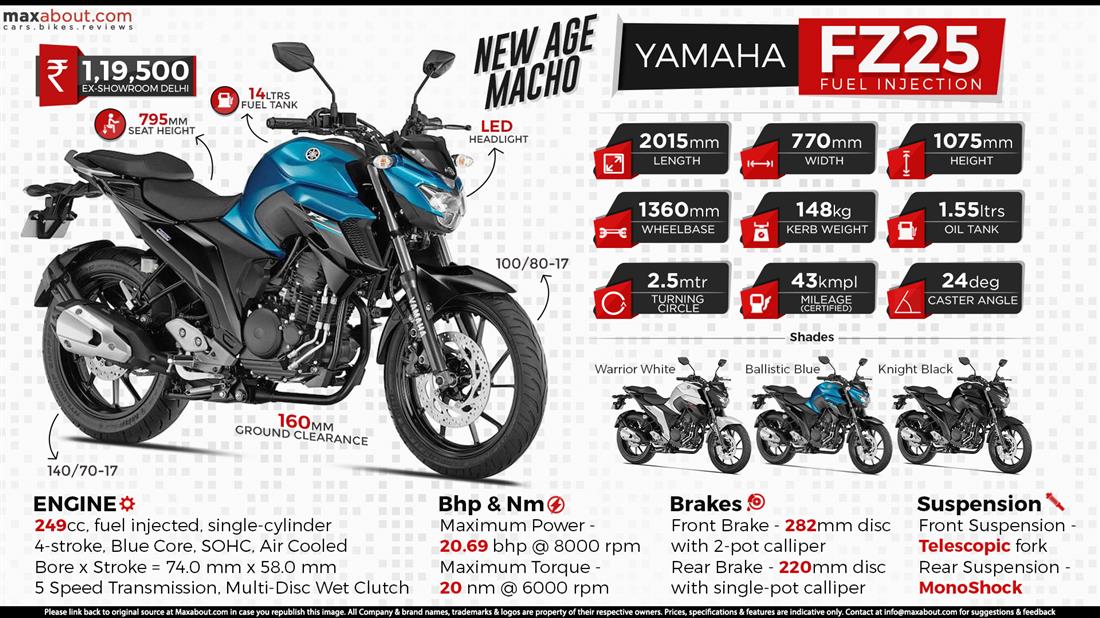 maxabout.com
cars.bikes.reviews
₹ 1,19,500
EX-SHOWROOM DELHI
NEW AGE
MACHO
YAMAHA
FZ25
FUEL INJECTION
14LTRS
FUEL TANK
795MM
SEAT HEIGHT
LED
HEADLIGHT
2015mm
LENGTH
770mm
WIDTH
1075mm
HEIGHT
1360mm
WHEELBASE
148kg
KERB WEIGHT
1.55ltrs
OIL TANK
2.5mtr
TURNING
CIRCLE
43kmpl
MILEAGE
(CERTIFIED)
24deg
CASTER ANGLE
100/80-17
YAMAHA
160MM
GROUND CLEARANCE
140/70-17
Shades
Warrior White
Ballistic Blue
Knight Black
ENGINE
249cc, fuel injected, single-cylinder
4-stroke, Blue Core, SOHC, Air Cooled
Bore x Stroke = 74.0 mm x 58.0 mm
5 Speed Transmission, Multi-Disc Wet Clutch
Bhp & Nm
Maximum Power -
20.69 bhp @ 8000 rpm
Maximum Torque -
20 nm @ 6000 rpm
Brakes
Front Brake - 282mm disc
with 2-pot calliper
Rear Brake - 220mm disc
with single-pot calliper
Suspension
Front Suspension -
Telescopic fork
Rear Suspension -
MonoShock
Please link back to original source at Maxabout.com in case you republish this image. All Company & brand names, trademarks & logos are property of their respective owners. Prices, specifications & features are indicative only. Contact at info@maxabout.com for suggestions & feedback